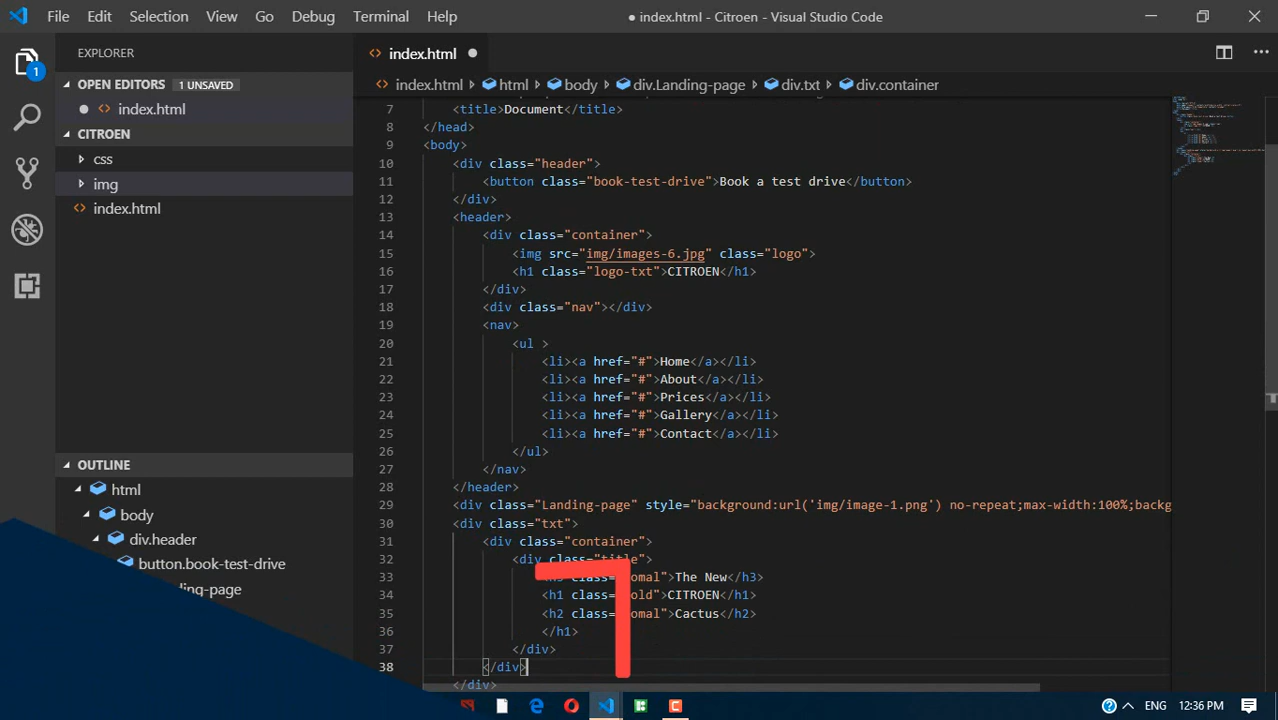 File Edit Selection View Go Debug Terminal Help ● index.html - Citroen - Visual Studio Code
EXPLORER
index.html
OPEN EDITORS 1 UNSAVED
index.html
CITROEN
css
img
index.html
1
index.html html body div.Landing-page div.txt div.container
7 <title>Document</title>
8 </head>
9 <body>
10 <div class="header">
11 <button class="book-test-drive">Book a test drive</button>
12 </div>
13 <header>
14 <div class="container">
15 <img src="img/images-6.jpg" class="logo">
16 <h1 class="logo-txt">CITROEN</h1>
17 </div>
18 <div class="nav"></div>
19 <nav>
20 <ul >
21 <li><a href="#">Home</a></li>
22 <li><a href="#">About</a></li>
23 <li><a href="#">Prices</a></li>
24 <li><a href="#">Gallery</a></li>
25 <li><a href="#">Contact</a></li>
26 </ul>
27 </nav>
28 </header>
29 <div class="Landing-page" style="background:url('img/image-1.png') no-repeat;max-width:100%;backg
30 <div class="txt">
31 <div class="container">
32 <div class="title">
33 class= omal">The New</h3>
34 <h1 class= old">CITROEN</h1>
35 <h2 class= omal">Cactus</h2>
36 </h1>
37 </div>
38 </div>
</div>
OUTLINE
html
body
div.header
button.book-test-drive
nding-page
ENG 12:36 PM